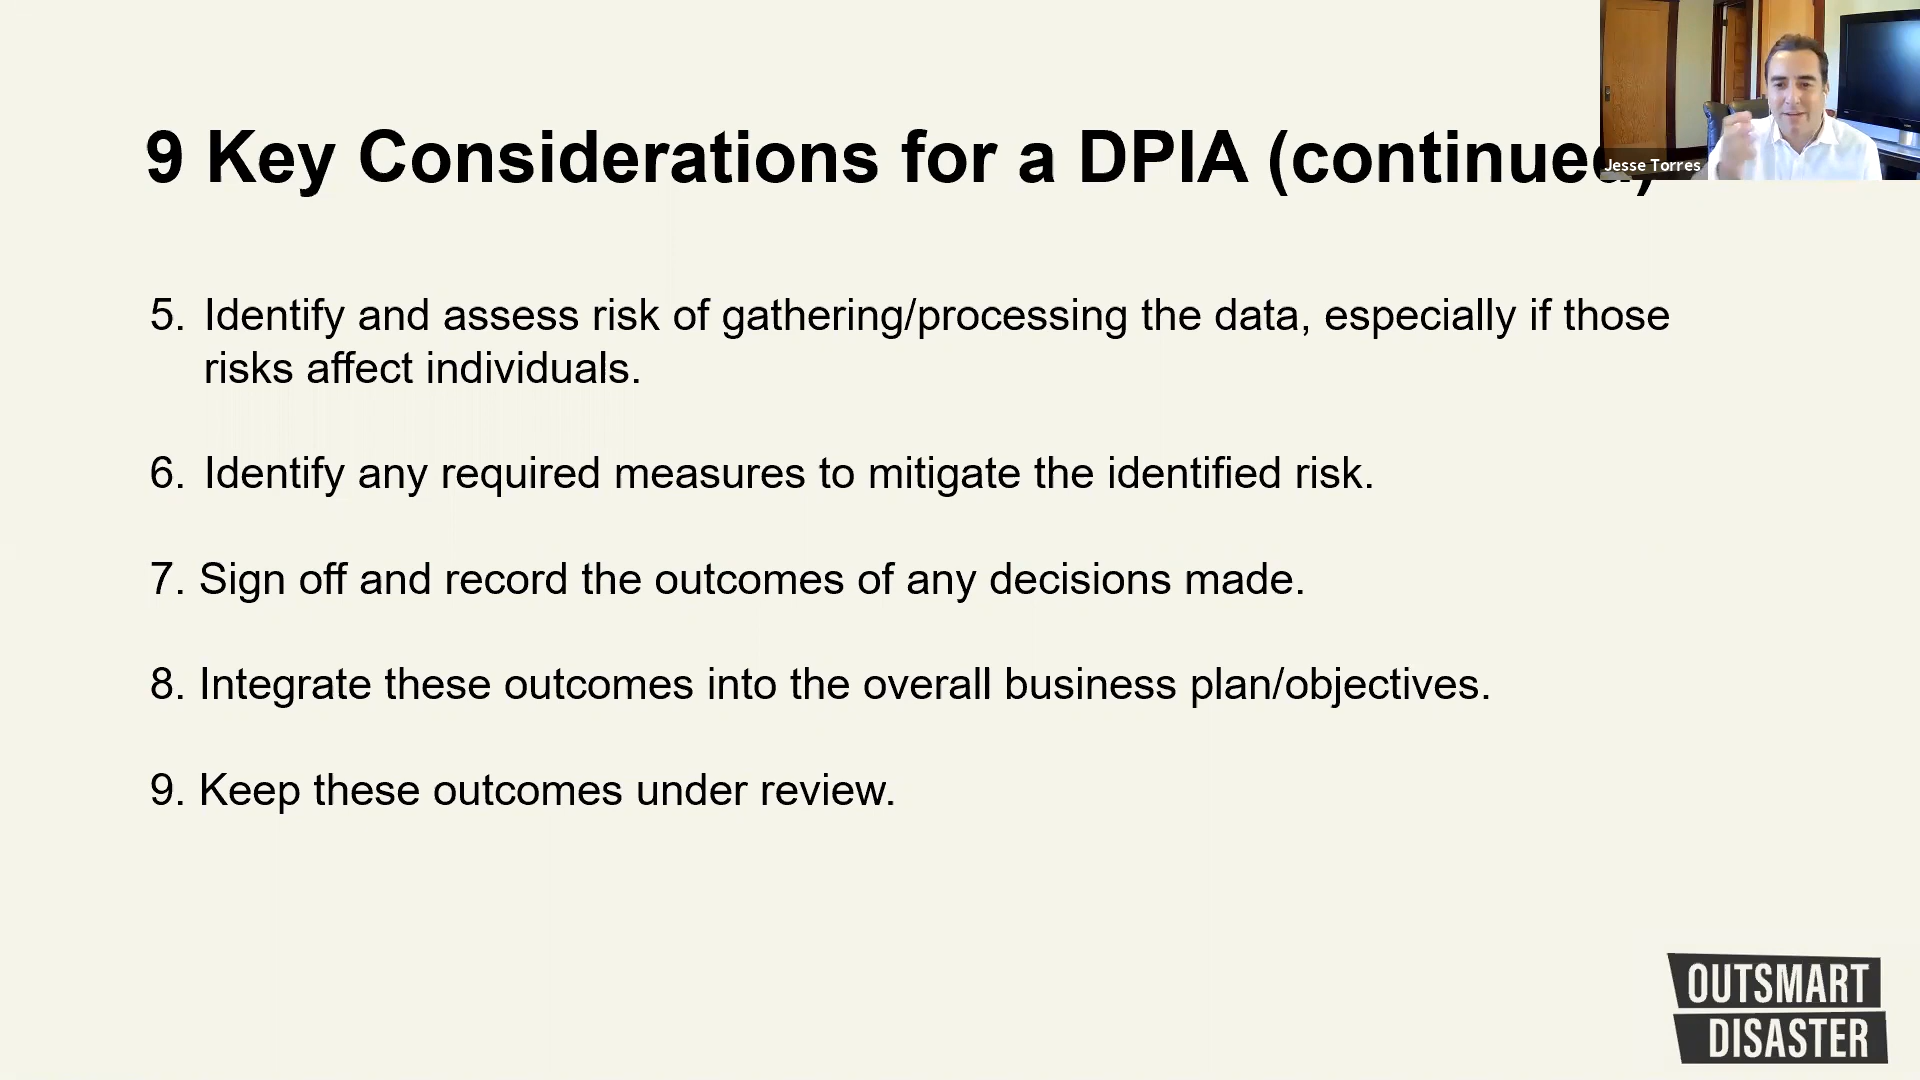 9 Key Considerations for a DPIA (continued)
Jesse Torres
5. Identify and assess risk of gathering/processing the data, especially if those
risks affect individuals.
6. Identify any required measures to mitigate the identified risk.
7. Sign off and record the outcomes of any decisions made.
8. Integrate these outcomes into the overall business plan/objectives.
9. Keep these outcomes under review.
OUTSMART
DISASTER